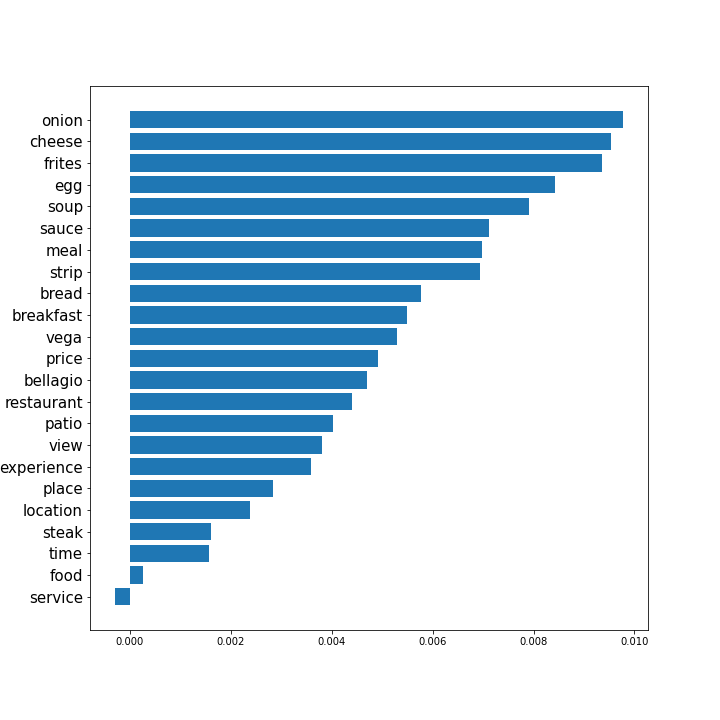 onion
cheese
frites
egg
soup
sauce
meal
strip
bread
breakfast
vega
price
bellagio
restaurant
patio
view
experience
place
location
steak
time
food
service
0.000 0.002 0.004 0.006 0.008 0.010